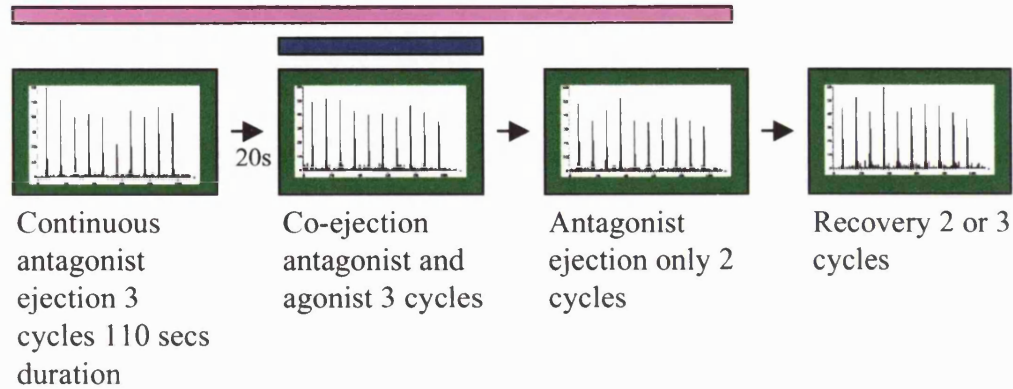 20s
Continuous
antagonist
ejection 3
cycles 110 secs
duration
Co-ejection
antagonist and
agonist 3 cycles
Antagonist
ejection only 2
cycles
Recovery 2 or 3
cycles